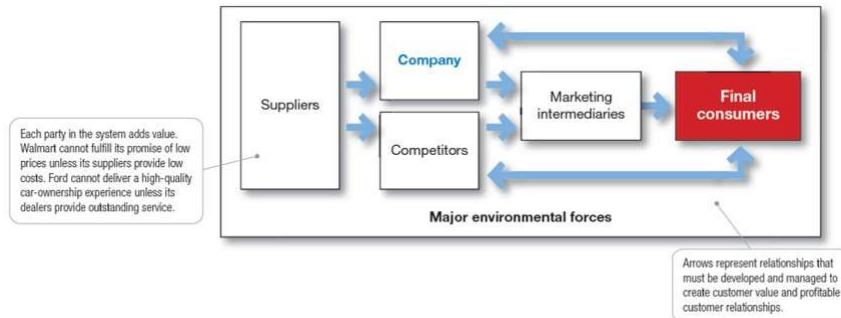 Suppliers
Company
Competitors
Marketing
intermediaries
Final
consumers
Major environmental forces
Each party in the system adds value.
Walmart cannot fulfill its promise of low
prices unless its suppliers provide low
costs. Ford cannot deliver a high-quality
car-ownership experience unless its
dealers provide outstanding service.
Arrows represent relationships that
must be developed and managed to
create customer value and profitable
customer relationships.